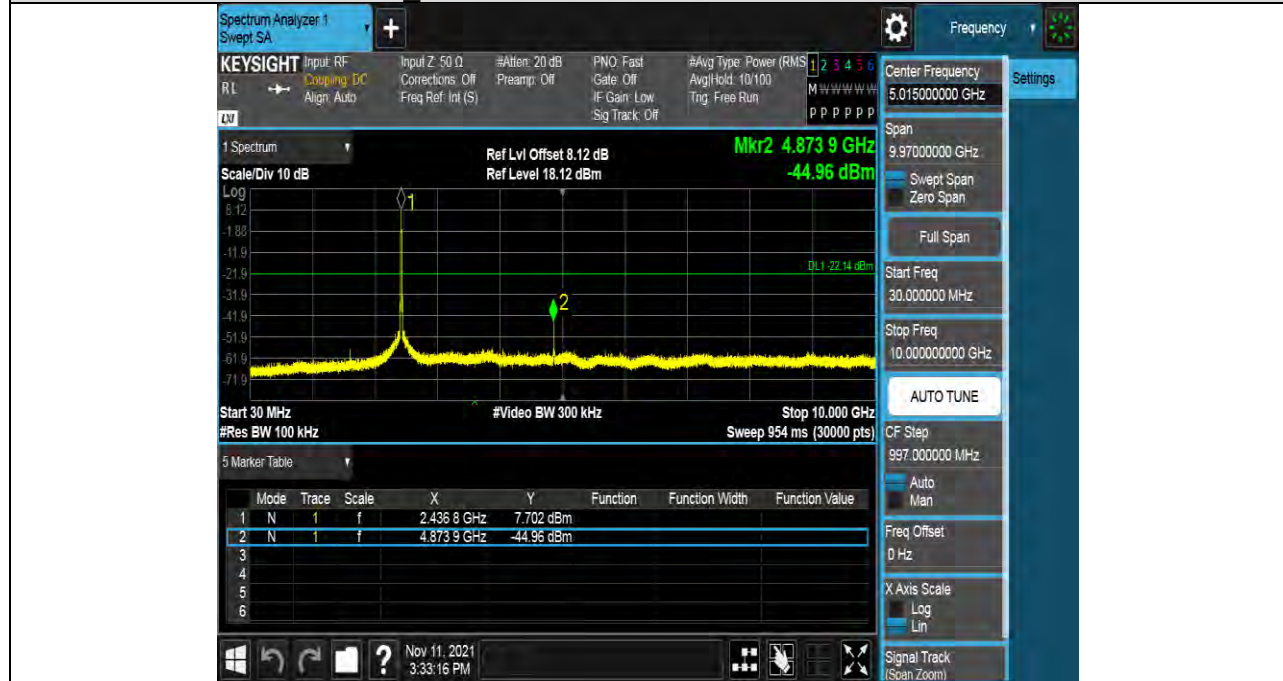 Spectrum Analyzer 1
Swept SA
+
Frequency
KEYSIGHT Input: RF Input Z: 50 Ω #Atten: 20 dB PNO: Fast #Avg Type: Power (RMS 1 2 3 4 5 6
RL Coupling: DC Corrections: Off Preamp: Off Gate: Off Avg|Hold: 10/100 M W W W W W
Align: Auto Freq Ref: Int (S) IF Gain: Low Trig: Free Run
LXI Sig Track: Off P P P P P P
1 Spectrum
Scale/Div 10 dB
Ref Lvl Offset 8.12 dB
Ref Level 18.12 dBm
Mkr2 4.873 9 GHz
-44.96 dBm
Log
8.12
-1.88
-11.9
-21.9
-31.9
-41.9
-51.9
-61.9
-71.9
1
DL1 -22.14 dBm
2
Start 30 MHz #Video BW 300 kHz Stop 10.000 GHz
#Res BW 100 kHz Sweep 954 ms (30000 pts)
5 Marker Table
Mode Trace Scale X Y Function Function Width Function Value
1 N 1 f 2.436 8 GHz 7.702 dBm
2 N 1 f 4.873 9 GHz -44.96 dBm
3
4
5
6
?
Nov 11, 2021
3:33:16 PM
Center Frequency
5.015000000 GHz
Settings
Span
9.97000000 GHz
Swept Span
Zero Span
Full Span
Start Freq
30.000000 MHz
Stop Freq
10.000000000 GHz
AUTO TUNE
CF Step
997.000000 MHz
Auto
Man
Freq Offset
0 Hz
X Axis Scale
Log
Lin
Signal Track
(Span Zoom)